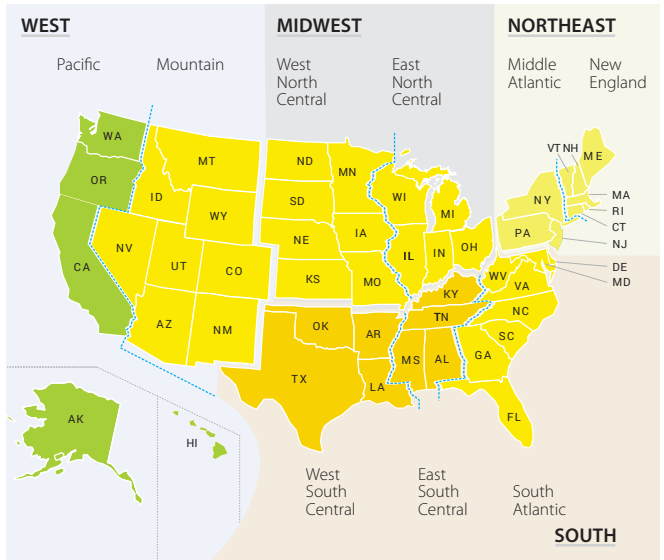 WEST
MIDWEST
NORTHEAST
Pacific
Mountain
West
North
Central
East
North
Central
Middle
Atlantic
New
England
WA
OR
CA
MT
ID
WY
NV
UT
CO
AZ
NM
ND
SD
NE
KS
MN
IA
MO
WI
IL
MI
IN
OH
VT NH
ME
NY
PA
MA
RI
CT
NJ
DE
MD
WV
VA
KY
NC
TN
SC
OK
AR
TX
LA
MS
AL
GA
FL
AK
HI
West
South
Central
East
South
Central
South
Atlantic
SOUTH